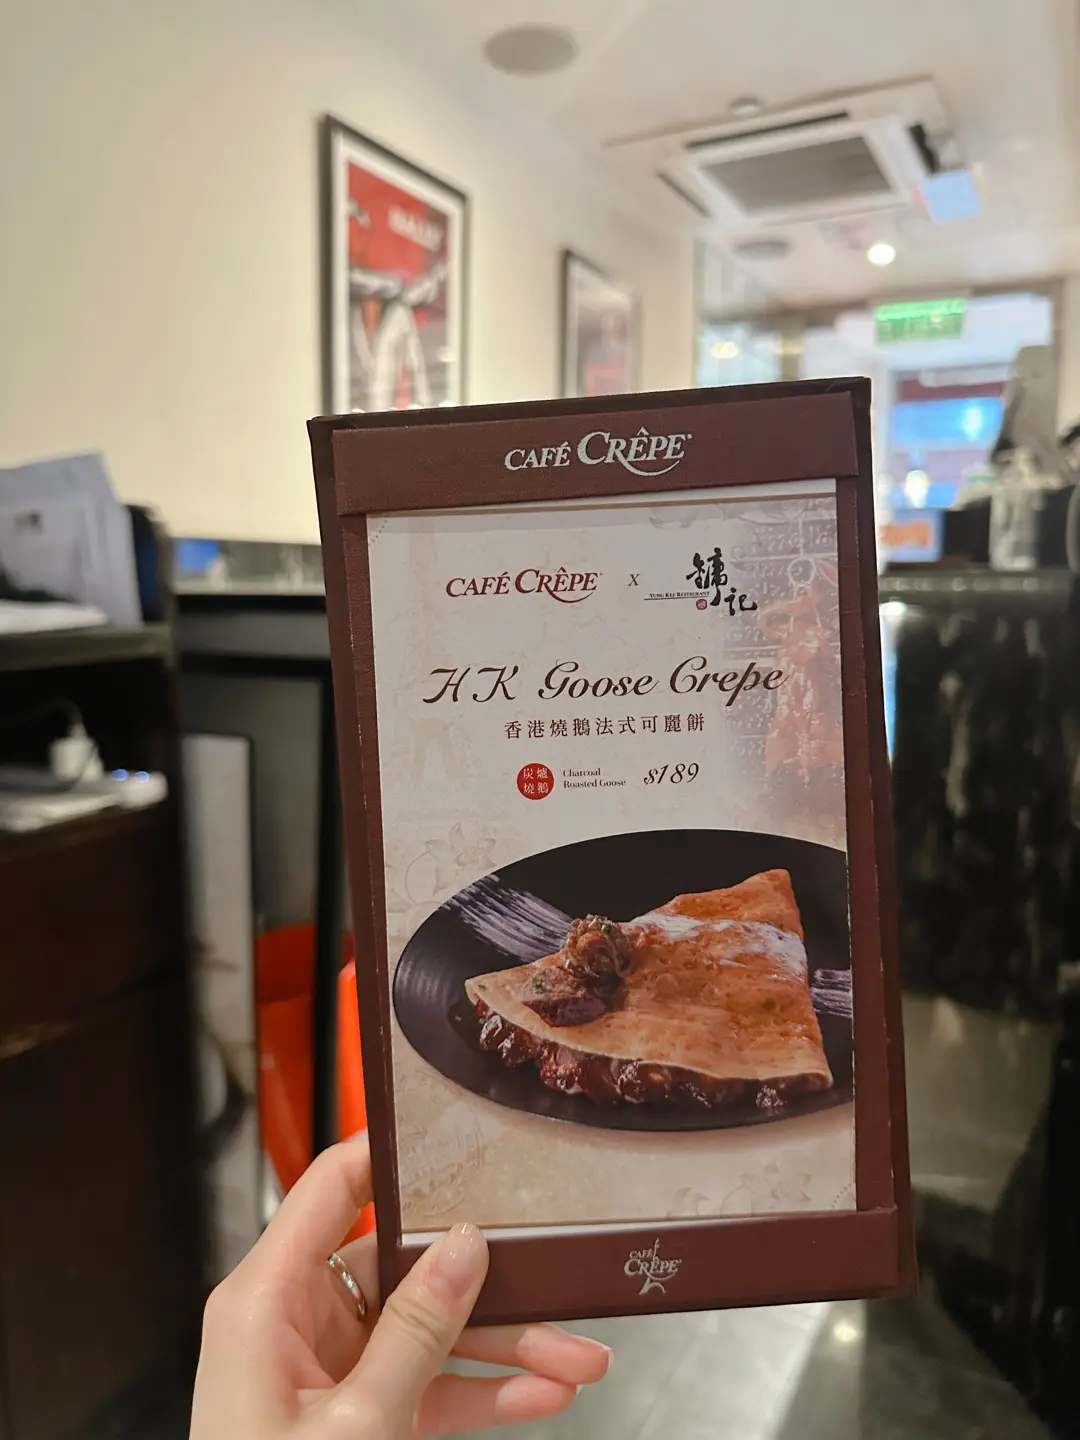 CAFÉ CRÊPE
CAFÉ CRÊPE X YUNG KEE RESTAURANT 鏞記
HK Goose Crepe
香港燒鵝法式可麗餅
炭爐
燒鵝
Charcoal
Roasted Goose
$189
CAFÉ
CRÊPE